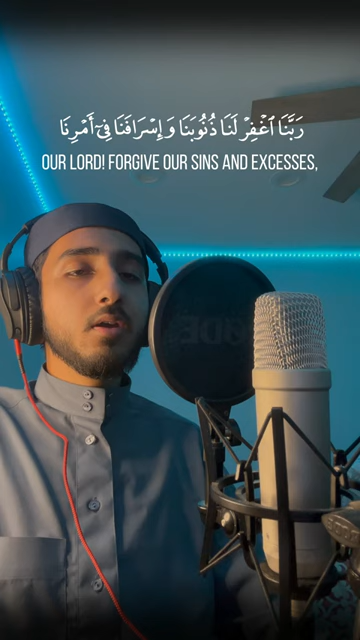 رَبَّنَا ٱغْفِرْ لَنَا ذُنُوبَنَا وَإِسْرَافَنَا فِىٓ أَمْرِنَا
OUR LORD! FORGIVE OUR SINS AND EXCESSES,